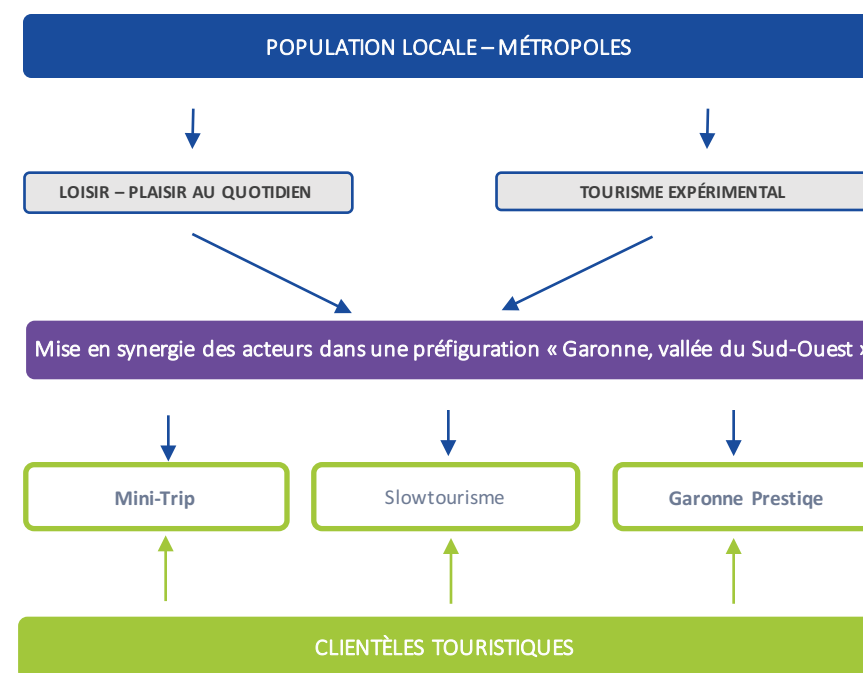 POPULATION LOCALE – MÉTROPOLES
LOISIR – PLAISIR AU QUOTIDIEN
TOURISME EXPÉRIMENTAL
Mise en synergie des acteurs dans une préfiguration « Garonne, vallée du Sud-Ouest »
Mini-Trip
Slowtourisme
Garonne Prestiqe
CLIENTÈLES TOURISTIQUES